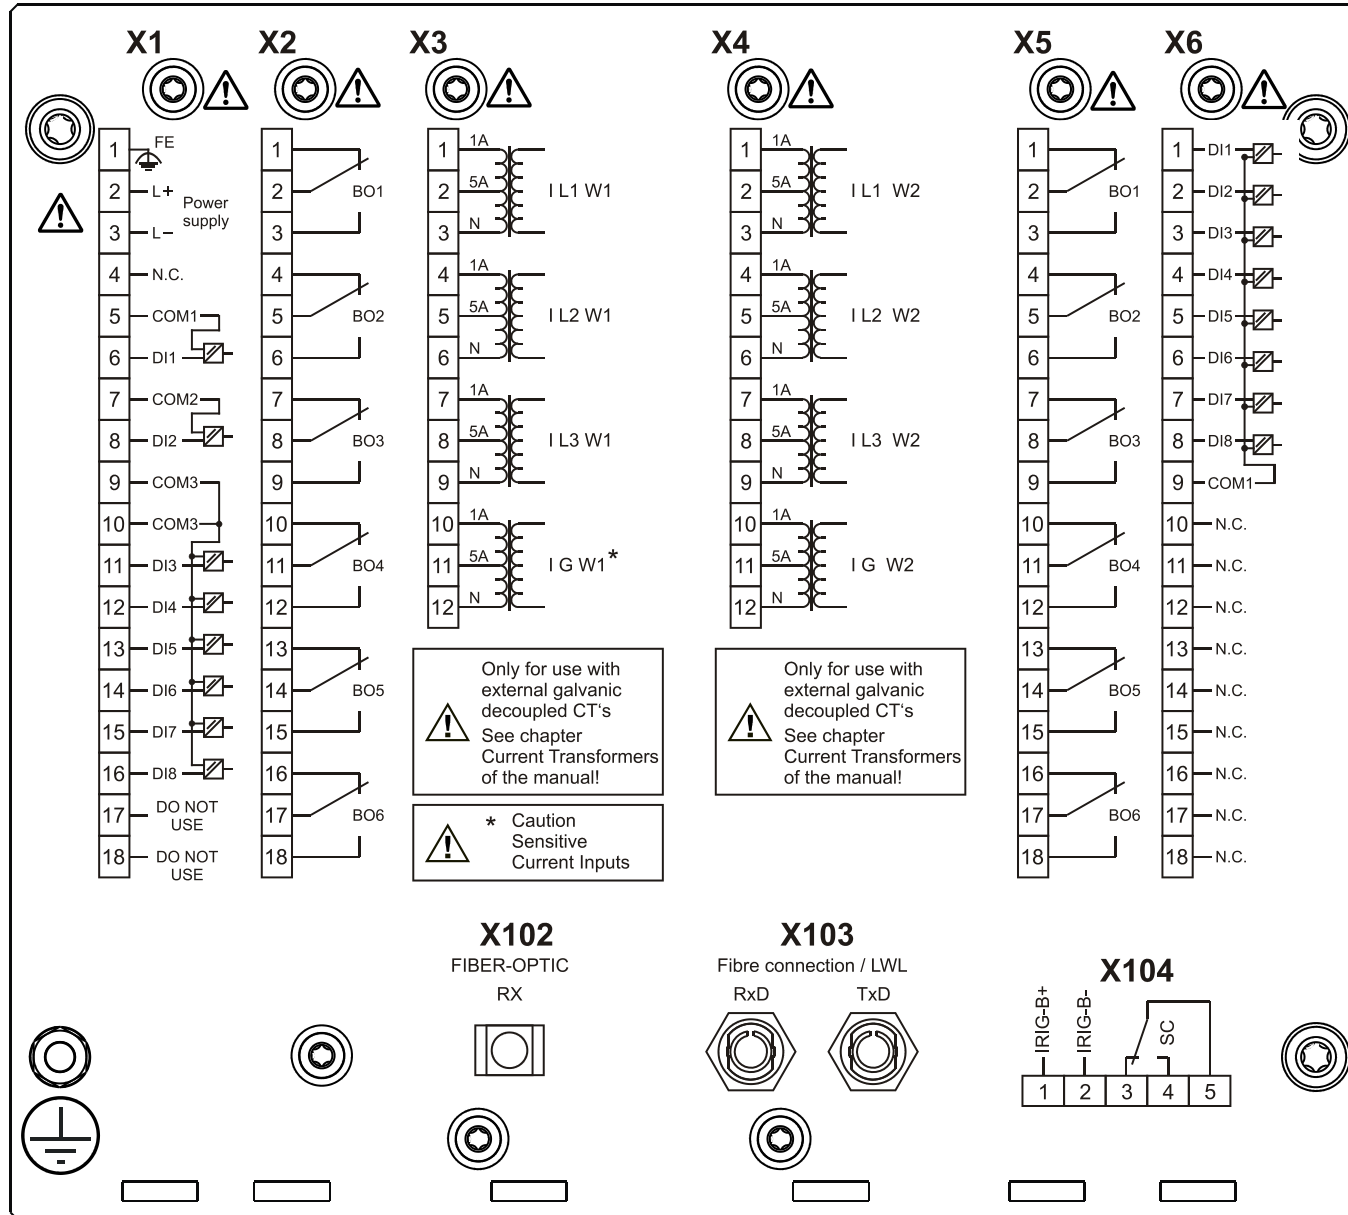 X1
1
FE
2
L+
Power
supply
3
L-
4
N.C.
5
COM1
6
DI1
7
COM2
8
DI2
9
COM3
10
COM3
11
DI3
12
DI4
13
DI5
14
DI6
15
DI7
16
DI8
17
DO NOT
USE
18
DO NOT
USE
X2
1
2
BO1
3
4
5
BO2
6
7
8
BO3
9
10
11
BO4
12
13
14
BO5
15
16
17
BO6
18
X3
1
1A
2
5A
I L1 W1
3
N
4
1A
5
5A
I L2 W1
6
N
7
1A
8
5A
I L3 W1
9
N
10
1A
11
5A
I G W1*
12
N
Only for use with
external galvanic
decoupled CT‘s
See chapter
Current Transformers
of the manual!
* Caution
Sensitive
Current Inputs
X4
1
1A
2
5A
I L1 W2
3
N
4
1A
5
5A
I L2 W2
6
N
7
1A
8
5A
I L3 W2
9
N
10
1A
11
5A
I G W2
12
N
Only for use with
external galvanic
decoupled CT‘s
See chapter
Current Transformers
of the manual!
X5
1
2
BO1
3
4
5
BO2
6
7
8
BO3
9
10
11
BO4
12
13
14
BO5
15
16
17
BO6
18
X6
1
DI1
2
DI2
3
DI3
4
DI4
5
DI5
6
DI6
7
DI7
8
DI8
9
COM1
10
N.C.
11
N.C.
12
N.C.
13
N.C.
14
N.C.
15
N.C.
16
N.C.
17
N.C.
18
N.C.
X102
FIBER-OPTIC
RX
X103
Fibre connection / LWL
RxD TxD
X104
IRIG-B+
IRIG-B-
SC
1 2 3 4 5